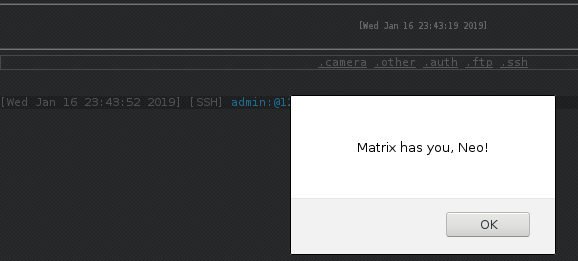 [Wed Jan 16 23:43:19 2019]
.camera .other .auth .ftp .ssh
[Wed Jan 16 23:43:52 2019] [SSH] admin:@1
Matrix has you, Neo!
OK